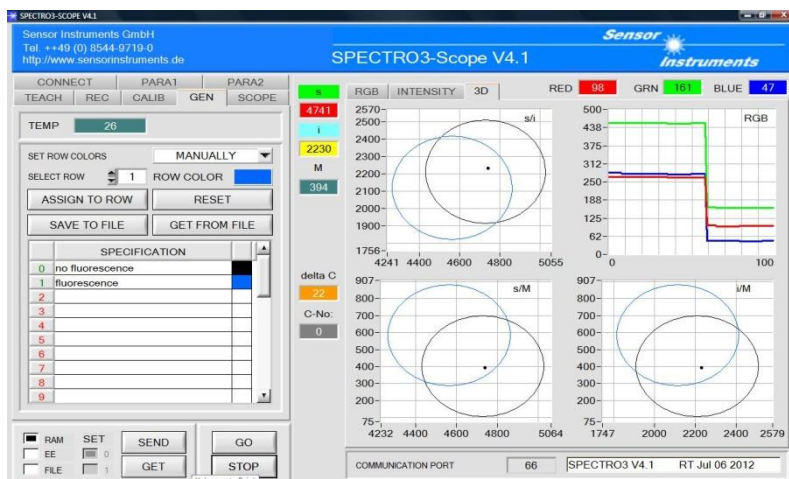 SPECTRO3-SCOPE V4.1
Sensor Instruments GmbH
Tel. ++49 (0) 8544-9719-0
http://www.sensorinstruments.de
SPECTRO3-Scope V4.1
Sensor
Instruments
CONNECT PARA1 PARA2
TEACH REC CALIB GEN SCOPE
TEMP 26
SET ROW COLORS MANUALLY
SELECT ROW 1 ROW COLOR
ASSIGN TO ROW RESET
SAVE TO FILE GET FROM FILE
SPECIFICATION
0 no fluorescence
1 fluorescence
2
3
4
5
6
7
8
9
RAM SET SEND GO
EE 0
FILE 1 GET STOP
s
4741
i
2230
M
394
delta C
22
C-No:
0
RGB INTENSITY 3D RED 98 GRN 161 BLUE 47
s/i
2570
2500
2400
2300
2200
2100
2000
1900
1756
4241 4400 4600 4800 5055
RGB
500
438
375
312
250
188
125
62
0
0 100
s/M
907
800
700
600
500
400
300
200
75
4232 4400 4600 4800 5064
i/M
907
800
700
600
500
400
300
200
75
1747 2000 2200 2400 2579
COMMUNICATION PORT 66 SPECTRO3 V4.1 RT Jul 06 2012